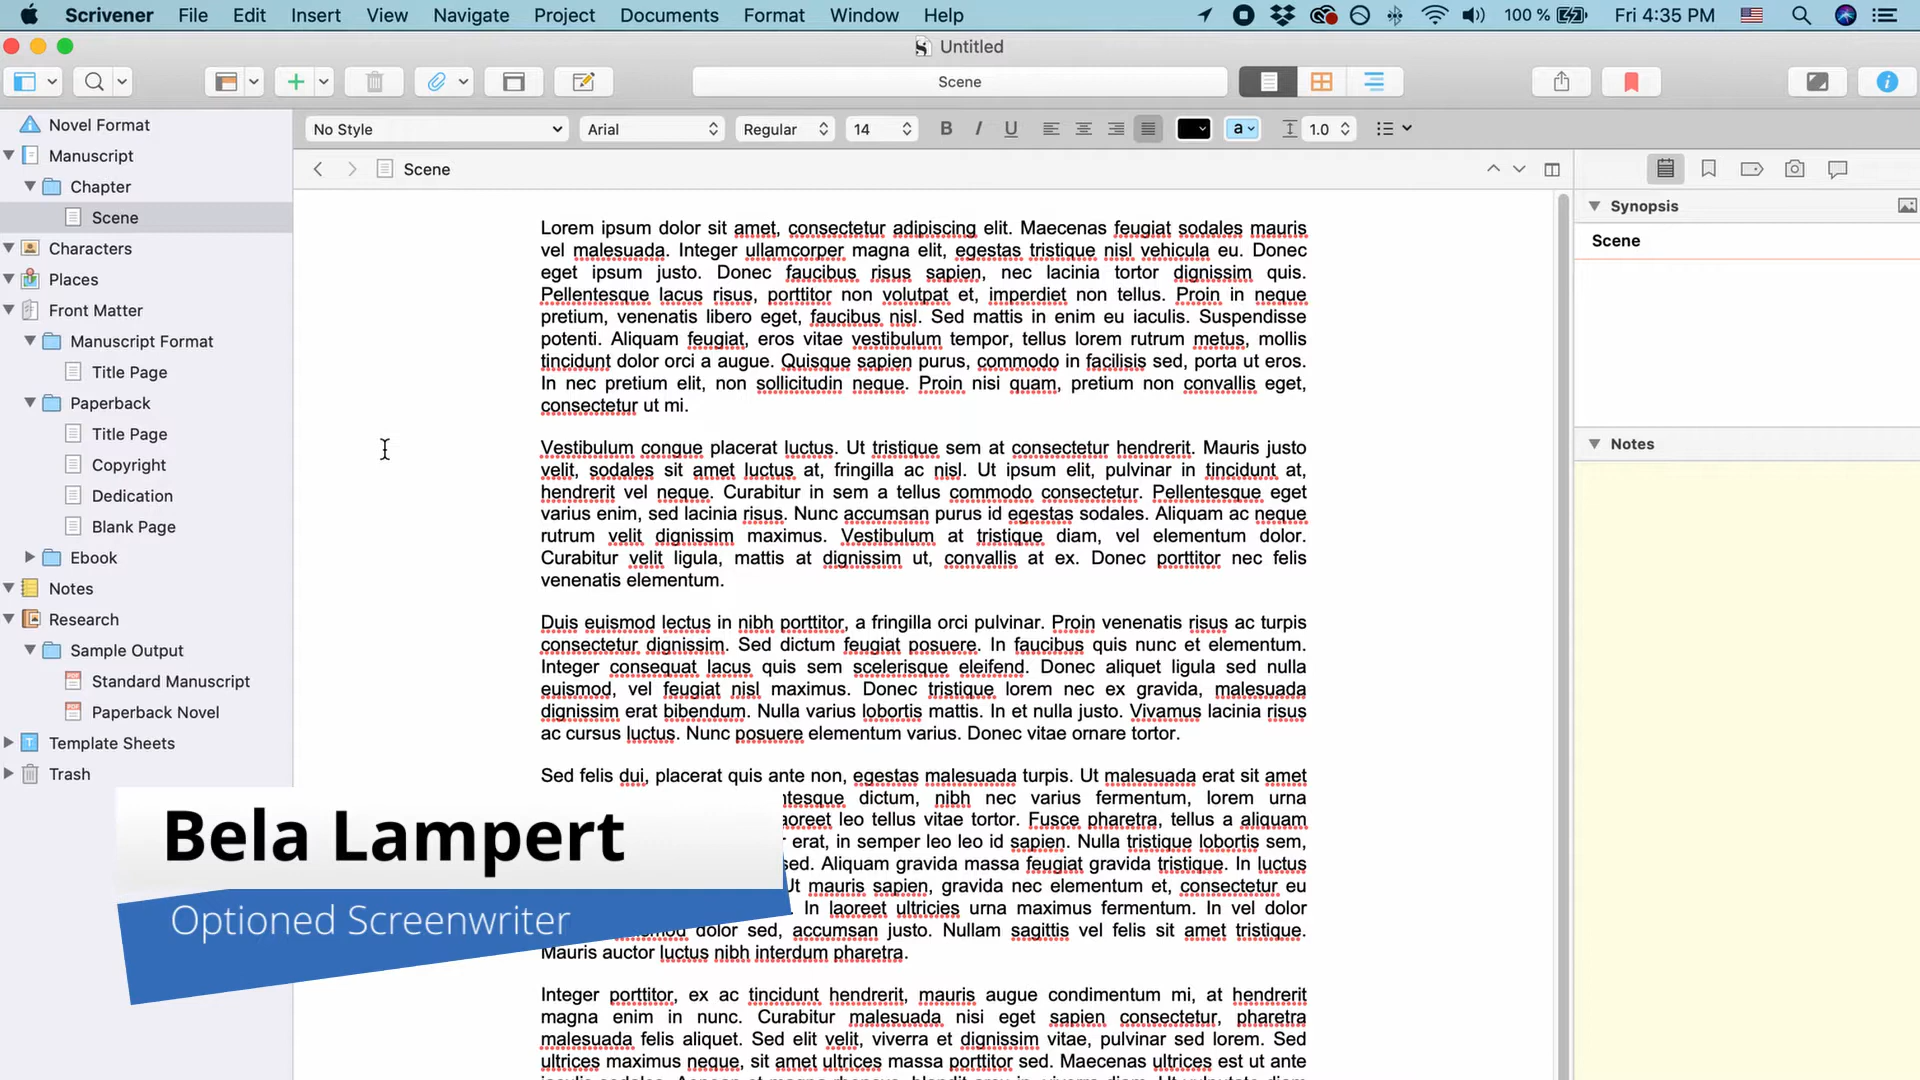 Scrivener File Edit Insert View Navigate Project Documents Format Window Help 100 % Fri 4:35 PM
Untitled
Scene
No Style Arial Regular 14 B I U a 1.0
Scene
Novel Format
Manuscript
Chapter
Scene
Characters
Places
Front Matter
Manuscript Format
Title Page
Paperback
Title Page
Copyright
Dedication
Blank Page
Ebook
Notes
Research
Sample Output
Standard Manuscript
Paperback Novel
Template Sheets
Trash
Lorem ipsum dolor sit amet, consectetur adipiscing elit. Maecenas feugiat sodales mauris
vel malesuada. Integer ullamcorper magna elit, egestas tristique nisl vehicula eu. Donec
eget ipsum justo. Donec faucibus risus sapien, nec lacinia tortor dignissim quis.
Pellentesque lacus risus, porttitor non volutpat et, imperdiet non tellus. Proin in neque
pretium, venenatis libero eget, faucibus nisl. Sed mattis in enim eu iaculis. Suspendisse
potenti. Aliquam feugiat, eros vitae vestibulum tempor, tellus lorem rutrum metus, mollis
tincidunt dolor orci a augue. Quisque sapien purus, commodo in facilisis sed, porta ut eros.
In nec pretium elit, non sollicitudin neque. Proin nisi quam, pretium non convallis eget,
consectetur ut mi.
Vestibulum congue placerat luctus. Ut tristique sem at consectetur hendrerit. Mauris justo
velit, sodales sit amet luctus at, fringilla ac nisl. Ut ipsum elit, pulvinar in tincidunt at,
hendrerit vel neque. Curabitur in sem a tellus commodo consectetur. Pellentesque eget
varius enim, sed lacinia risus. Nunc accumsan purus id egestas sodales. Aliquam ac neque
rutrum velit dignissim maximus. Vestibulum at tristique diam, vel elementum dolor.
Curabitur velit ligula, mattis at dignissim ut, convallis at ex. Donec porttitor nec felis
venenatis elementum.
Duis euismod lectus in nibh porttitor, a fringilla orci pulvinar. Proin venenatis risus ac turpis
consectetur dignissim. Sed dictum feugiat posuere. In faucibus quis nunc et elementum.
Integer consequat lacus quis sem scelerisque eleifend. Donec aliquet ligula sed nulla
euismod, vel feugiat nisl maximus. Donec tristique lorem nec ex gravida, malesuada
dignissim erat bibendum. Nulla varius lobortis mattis. In et nulla justo. Vivamus lacinia risus
ac cursus luctus. Nunc posuere elementum varius. Donec vitae ornare tortor.
Sed felis dui, placerat quis ante non, egestas malesuada turpis. Ut malesuada erat sit amet
ntesque dictum, nibh nec varius fermentum, lorem urna
aoreet leo tellus vitae tortor. Fusce pharetra, tellus a aliquam
erat, in semper leo leo id sapien. Nulla tristique lobortis sem,
sed. Aliquam gravida massa feugiat gravida tristique. In luctus
Ut mauris sapien, gravida nec elementum et, consectetur eu
In laoreet ultricies urna maximus fermentum. In vel dolor
dolor sed, accumsan justo. Nullam sagittis vel felis sit amet tristique.
Mauris auctor luctus nibh interdum pharetra.
Integer porttitor, ex ac tincidunt hendrerit, mauris augue condimentum mi, at hendrerit
magna enim in nunc. Curabitur malesuada nisi eget sapien consectetur, pharetra
malesuada felis aliquet. Sed elit velit, viverra et dignissim vitae, pulvinar sed lorem. Sed
ultrices maximus neque, sit amet ultrices massa porttitor sed. Maecenas ultrices est ut ante
Synopsis
Scene
Notes
Bela Lampert
Optioned Screenwriter